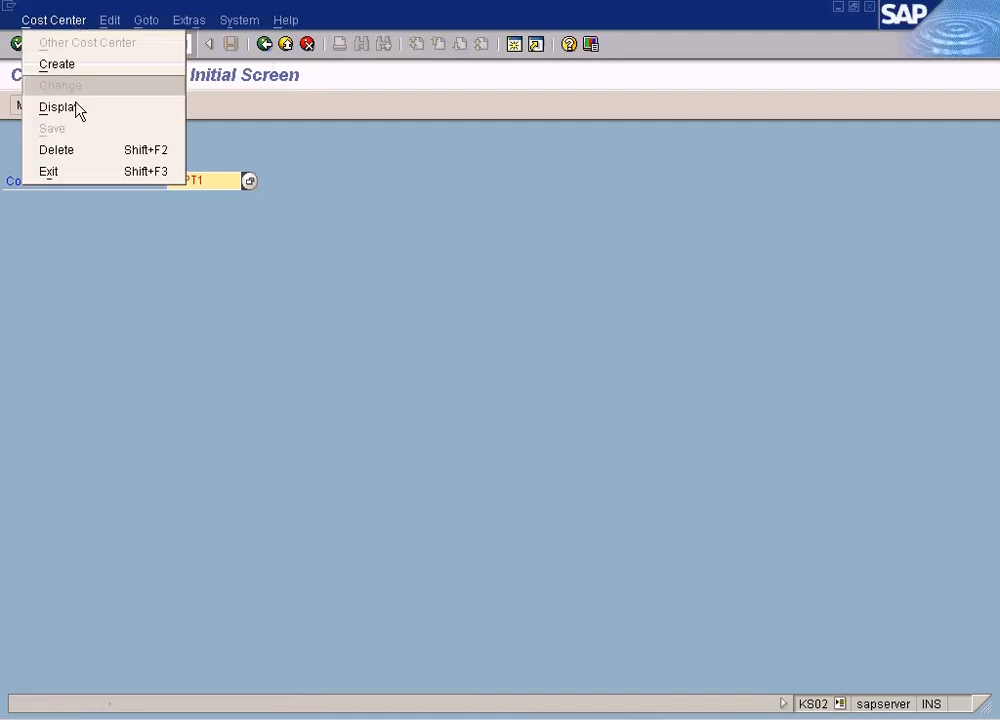 Cost Center Edit Goto Extras System Help
SAP
Other Cost Center
Create
Initial Screen
Change
Display
Save
Delete Shift+F2
Exit Shift+F3
Co
PT1
KS02 sapserver INS